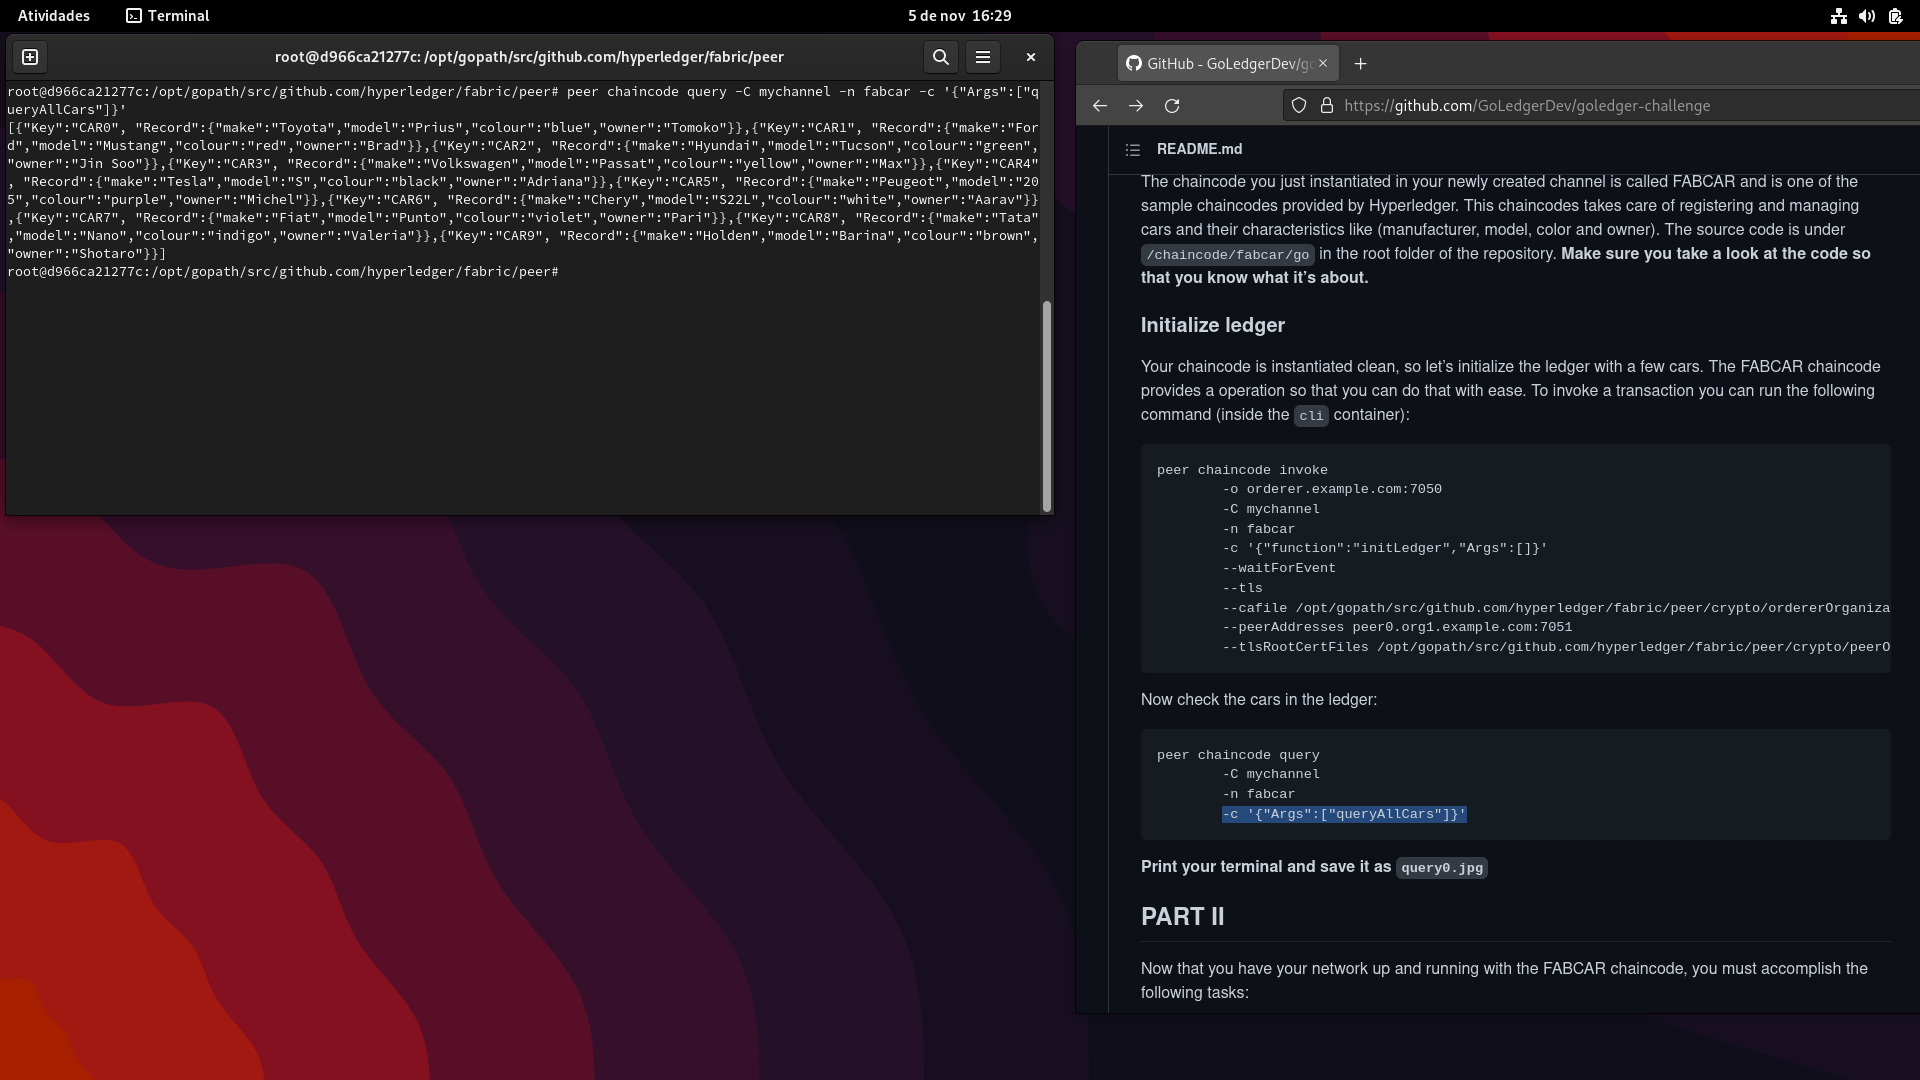 Atividades
Terminal
5 de nov 16:29
root@d966ca21277c: /opt/gopath/src/github.com/hyperledger/fabric/peer
root@d966ca21277c:/opt/gopath/src/github.com/hyperledger/fabric/peer# peer chaincode query -C mychannel -n fabcar -c '{"Args":["q
ueryAllCars"]}'
[{"Key":"CAR0", "Record":{"make":"Toyota","model":"Prius","colour":"blue","owner":"Tomoko"}},{"Key":"CAR1", "Record":{"make":"For
d","model":"Mustang","colour":"red","owner":"Brad"}},{"Key":"CAR2", "Record":{"make":"Hyundai","model":"Tucson","colour":"green",
"owner":"Jin Soo"}},{"Key":"CAR3", "Record":{"make":"Volkswagen","model":"Passat","colour":"yellow","owner":"Max"}},{"Key":"CAR4"
, "Record":{"make":"Tesla","model":"S","colour":"black","owner":"Adriana"}},{"Key":"CAR5", "Record":{"make":"Peugeot","model":"20
5","colour":"purple","owner":"Michel"}},{"Key":"CAR6", "Record":{"make":"Chery","model":"S22L","colour":"white","owner":"Aarav"}}
,{"Key":"CAR7", "Record":{"make":"Fiat","model":"Punto","colour":"violet","owner":"Pari"}},{"Key":"CAR8", "Record":{"make":"Tata"
,"model":"Nano","colour":"indigo","owner":"Valeria"}},{"Key":"CAR9", "Record":{"make":"Holden","model":"Barina","colour":"brown",
"owner":"Shotaro"}}]
root@d966ca21277c:/opt/gopath/src/github.com/hyperledger/fabric/peer#
GitHub - GoLedgerDev/go
https://github.com/GoLedgerDev/goledger-challenge
README.md
The chaincode you just instantiated in your newly created channel is called FABCAR and is one of the
sample chaincodes provided by Hyperledger. This chaincodes takes care of registering and managing
cars and their characteristics like (manufacturer, model, color and owner). The source code is under
/chaincode/fabcar/go in the root folder of the repository. Make sure you take a look at the code so
that you know what it's about.
Initialize ledger
Your chaincode is instantiated clean, so let's initialize the ledger with a few cars. The FABCAR chaincode
provides a operation so that you can do that with ease. To invoke a transaction you can run the following
command (inside the cli container):
peer chaincode invoke
-o orderer.example.com:7050
-C mychannel
-n fabcar
-c '{"function":"initLedger","Args":[]}'
--waitForEvent
--tls
--cafile /opt/gopath/src/github.com/hyperledger/fabric/peer/crypto/ordererOrganiza
--peerAddresses peer0.org1.example.com:7051
--tlsRootCertFiles /opt/gopath/src/github.com/hyperledger/fabric/peer/crypto/peerO
Now check the cars in the ledger:
peer chaincode query
-C mychannel
-n fabcar
-c '{"Args":["queryAllCars"]}'
Print your terminal and save it as query0.jpg
PART II
Now that you have your network up and running with the FABCAR chaincode, you must accomplish the
following tasks: